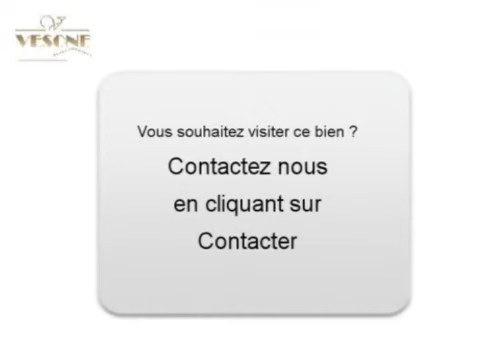 VESONE
Vous souhaitez visiter ce bien ?
Contactez nous
en cliquant sur
Contacter